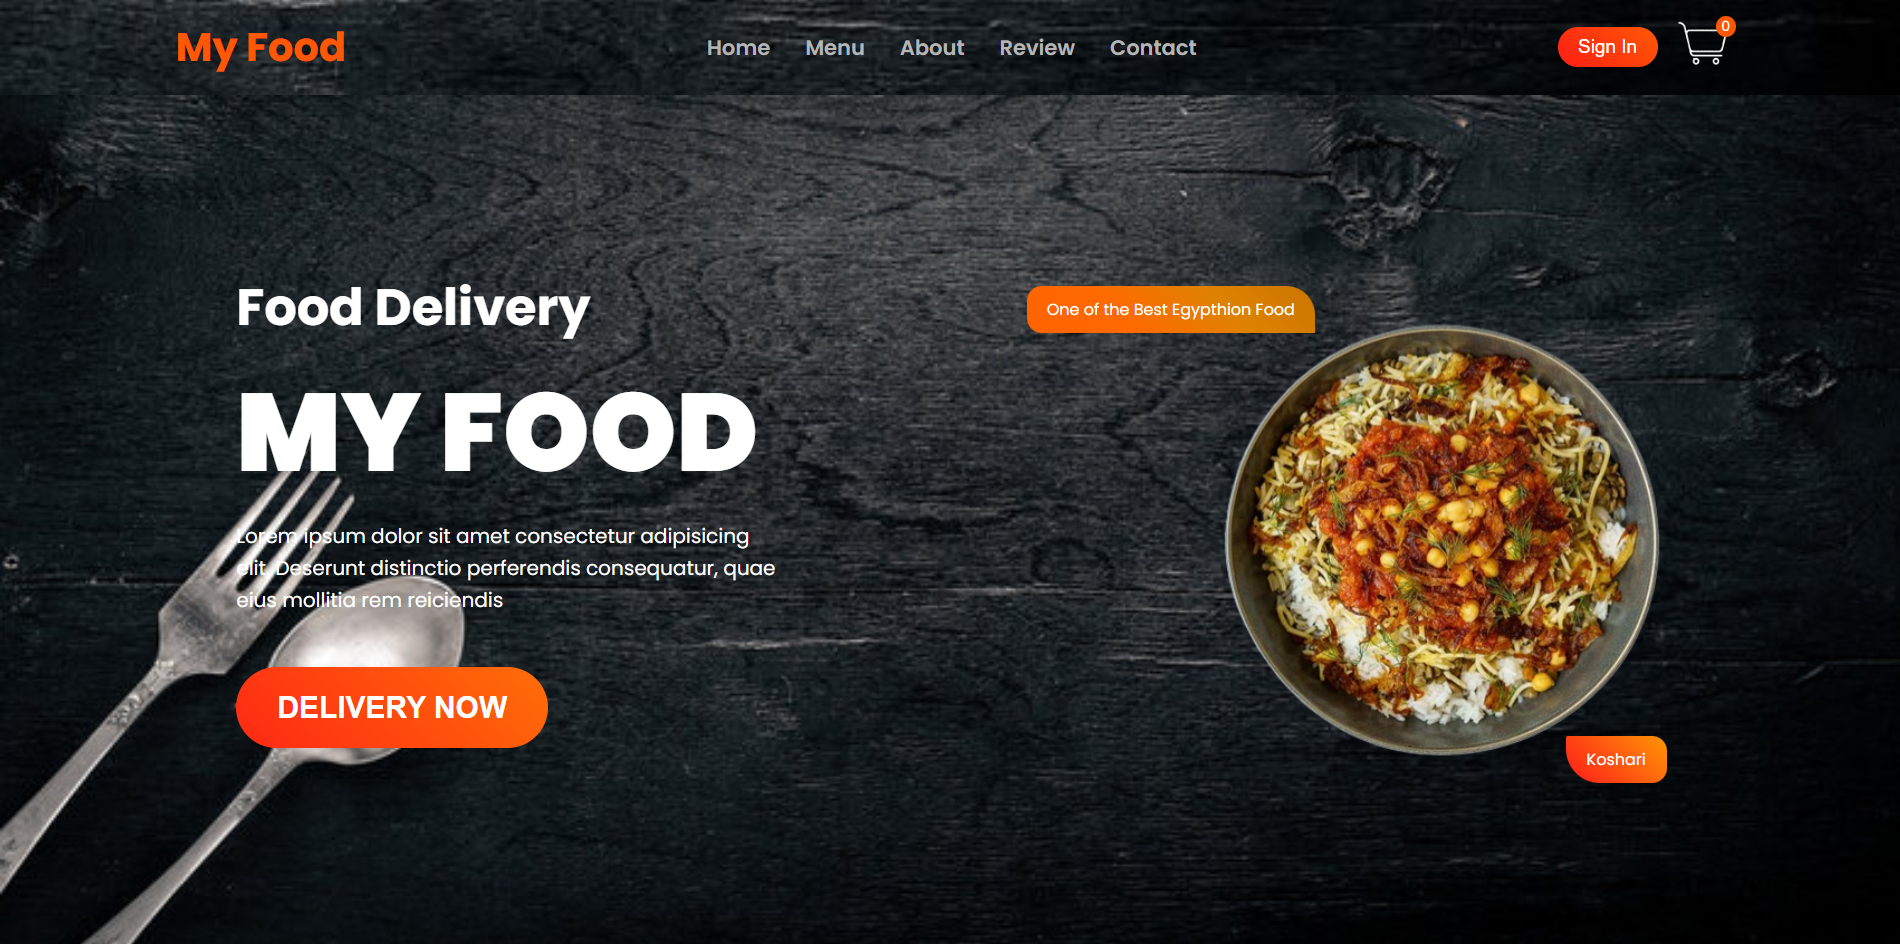 My Food
Home
Menu
About
Review
Contact
Sign In
0
Food Delivery
MY FOOD
Lorem ipsum dolor sit amet consectetur adipisicing
elit. Deserunt distinctio perferendis consequatur, quae
eius mollitia rem reiciendis
DELIVERY NOW
One of the Best Egypthion Food
Koshari